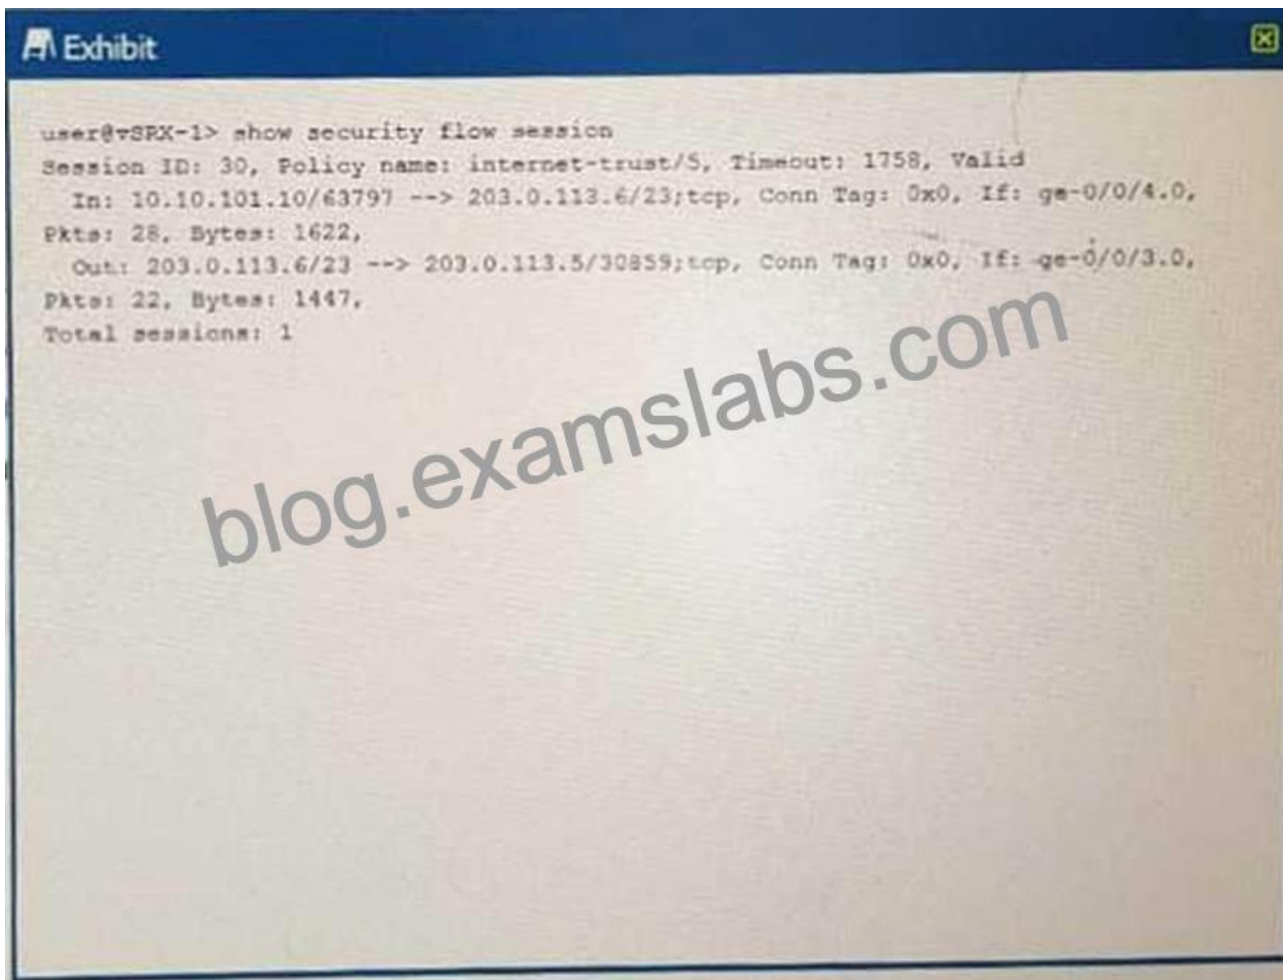 Exhibit
user@vSRX-1> show security flow session
Session ID: 30, Policy name: internet-trust/5, Timeout: 1758, Valid
In: 10.10.101.10/63797 --> 203.0.113.6/23;tcp, Conn Tag: 0x0, If: ge-0/0/4.0,
Pkts: 28, Bytes: 1622,
Out: 203.0.113.6/23 --> 203.0.113.5/30859;tcp, Conn Tag: 0x0, If: ge-0/0/3.0,
Pkts: 22, Bytes: 1447,
Total sessions: 1
blog.examslabs.com